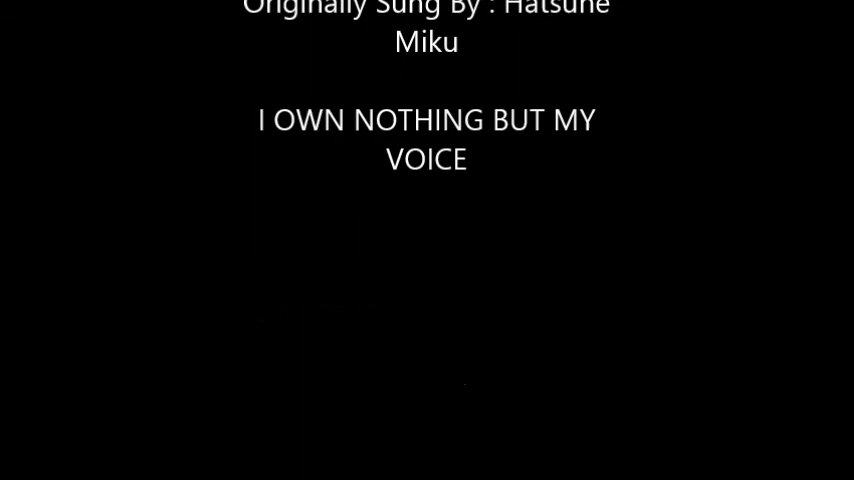 Originally Sung By : Hatsune
Miku
I OWN NOTHING BUT MY
VOICE